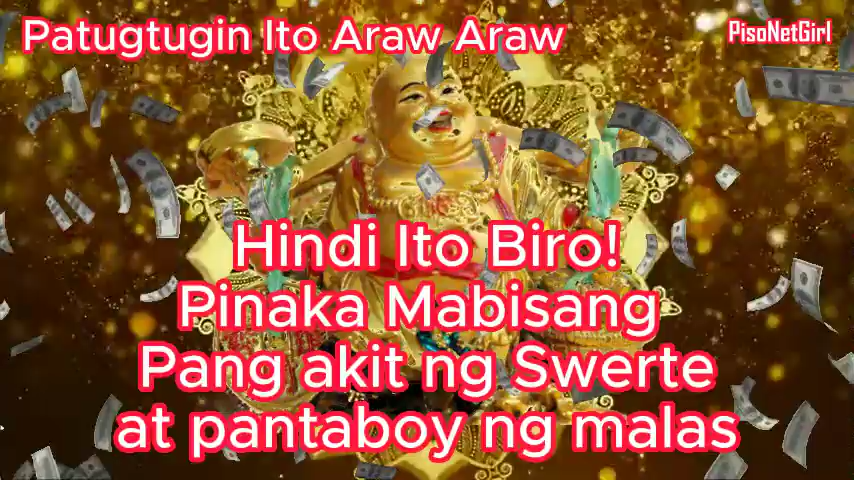 Patugtugin Ito Araw Araw
PisoNetGirl
Hindi Ito Biro!
Pinaka Mabisang
Pang akit ng Swerte
at pantaboy ng malas